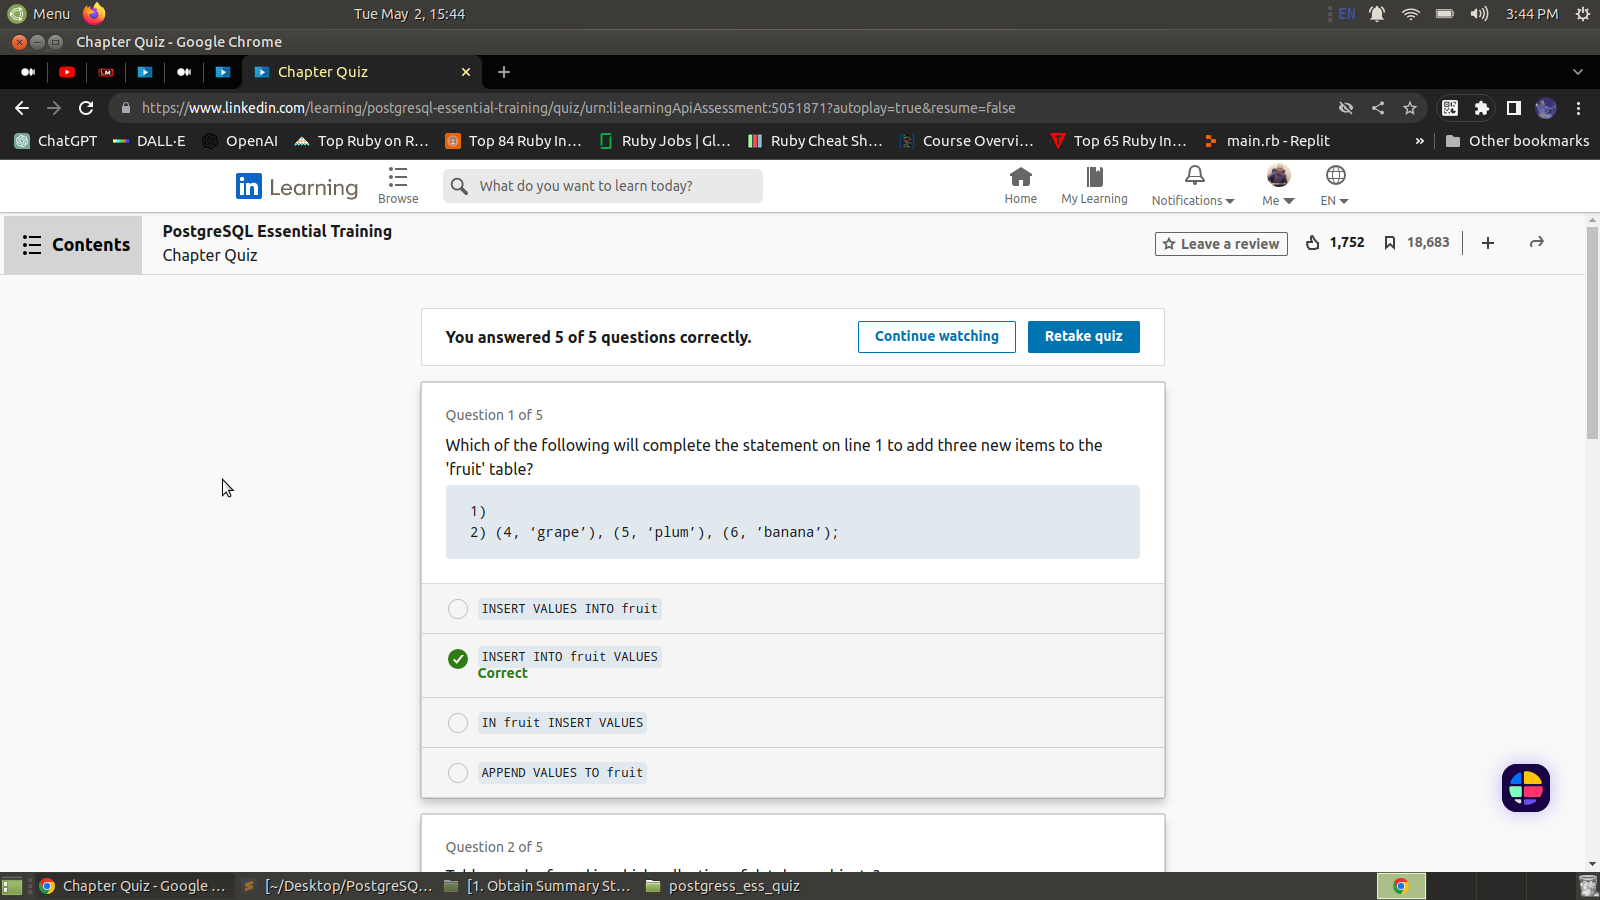 Menu
Tue May 2, 15:44
EN
3:44 PM
Chapter Quiz - Google Chrome
LM
Chapter Quiz
https://www.linkedin.com/learning/postgresql-essential-training/quiz/urn:li:learningApiAssessment:5051871?autoplay=true&resume=false
ChatGPT
DALL·E
OpenAI
Top Ruby on R...
Top 84 Ruby In...
Ruby Jobs | Gl...
Ruby Cheat Sh...
Course Overvi...
Top 65 Ruby In...
main.rb - Replit
»
Other bookmarks
in Learning
Browse
What do you want to learn today?
Home
My Learning
Notifications
Me
EN
Contents
PostgreSQL Essential Training
Chapter Quiz
Leave a review
1,752
18,683
You answered 5 of 5 questions correctly.
Continue watching
Retake quiz
Question 1 of 5
Which of the following will complete the statement on line 1 to add three new items to the
'fruit' table?
1)
2) (4, ‘grape’), (5, ‘plum’), (6, ’banana’);
INSERT VALUES INTO fruit
INSERT INTO fruit VALUES
Correct
IN fruit INSERT VALUES
APPEND VALUES TO fruit
Question 2 of 5
Chapter Quiz - Google ...
[~/Desktop/PostgreSQ...
[1. Obtain Summary St...
postgress_ess_quiz